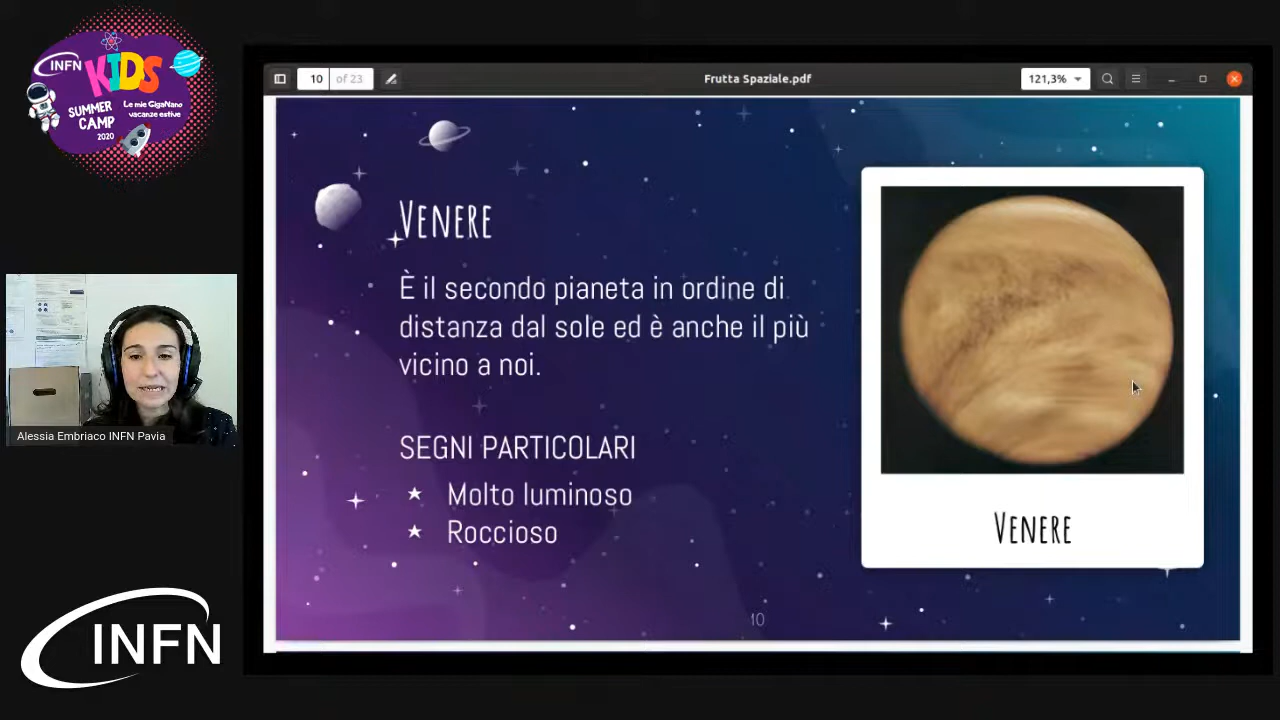 INFN
KIDS
SUMMER
CAMP
2020
Le mie GigaNano
vacanze estive
Alessia Embriaco INFN Pavia
INFN
10 of 23
Frutta Spaziale.pdf
121,3%
VENERE
È il secondo pianeta in ordine di
distanza dal sole ed è anche il più
vicino a noi.
SEGNI PARTICOLARI
★ Molto luminoso
★ Roccioso
VENERE
10